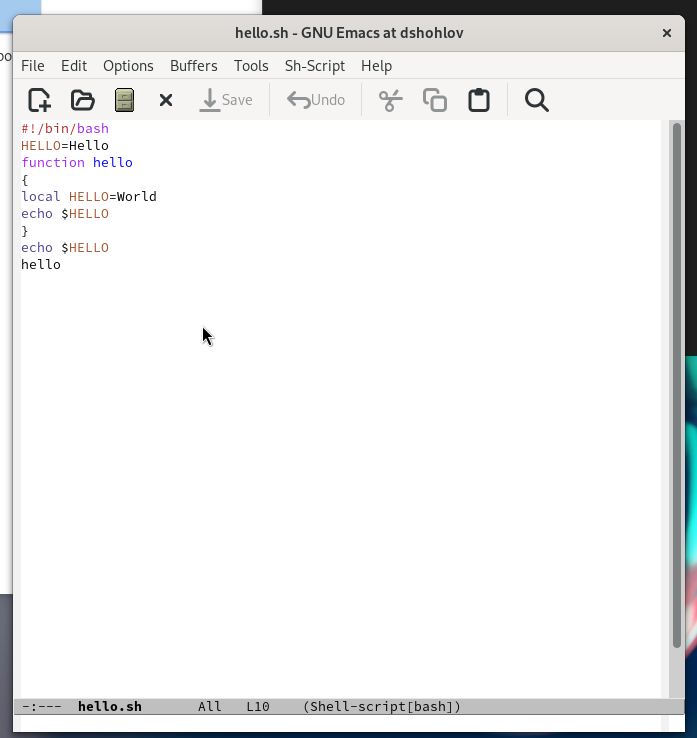 po
hello.sh - GNU Emacs at dshohlov
File Edit Options Buffers Tools Sh-Script Help
Save Undo
#!/bin/bash
HELLO=Hello
function hello
{
local HELLO=World
echo $HELLO
}
echo $HELLO
hello
-:--- hello.sh All L10 (Shell-script[bash])